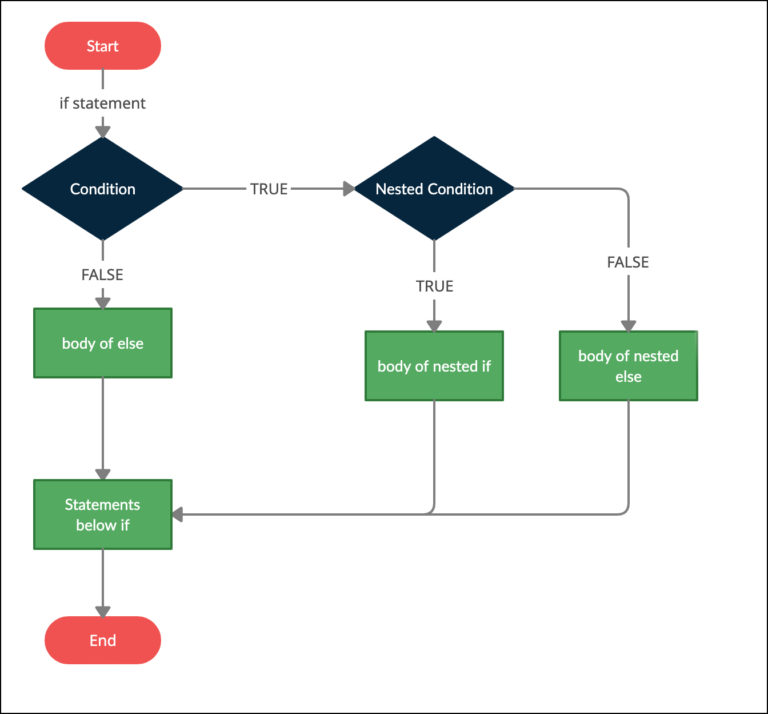 Start
if statement
Condition
TRUE
Nested Condition
FALSE
TRUE
FALSE
body of else
body of nested if
body of nested
else
Statements
below if
End